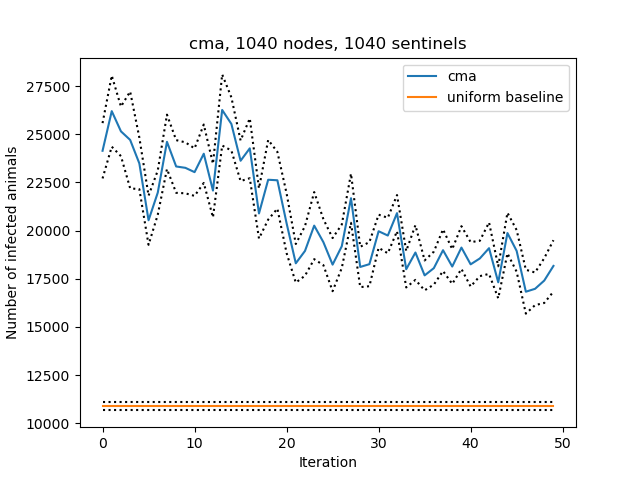 cma, 1040 nodes, 1040 sentinels
cma
uniform baseline
Number of infected animals
27500
25000
22500
20000
17500
15000
12500
10000
0 10 20 30 40 50
Iteration